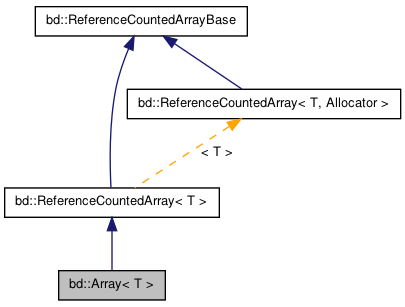 bd::ReferenceCountedArrayBase
bd::ReferenceCountedArray< T, Allocator >
< T >
bd::ReferenceCountedArray< T >
bd::Array< T >